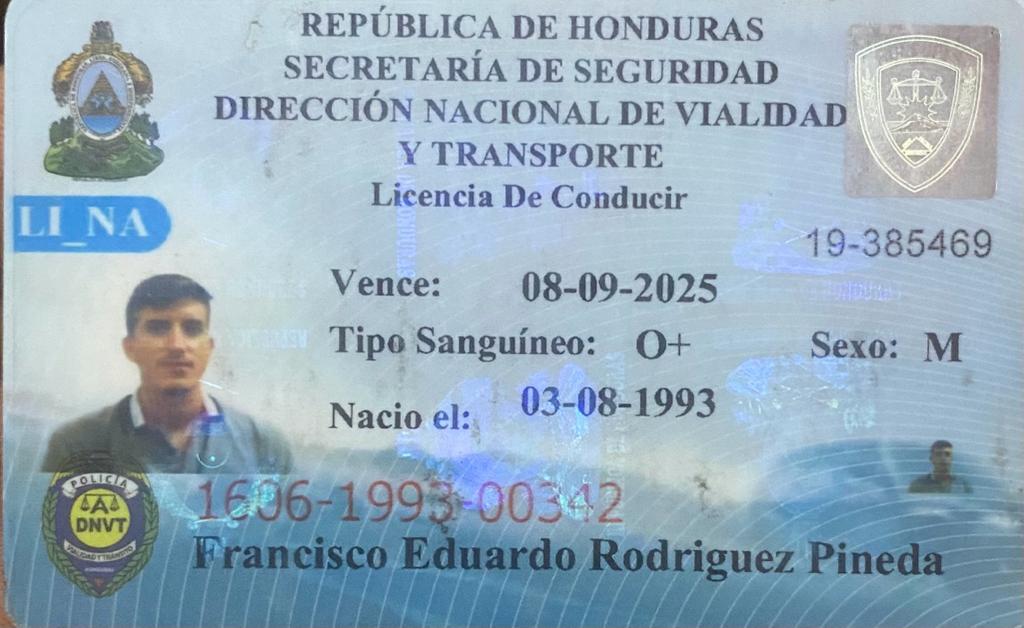 REPÚBLICA DE HONDURAS
SECRETARÍA DE SEGURIDAD
DIRECCIÓN NACIONAL DE VIALIDAD
Y TRANSPORTE
Licencia De Conducir
LI_NA
19-385469
Vence: 08-09-2025
Tipo Sanguíneo: O+ Sexo: M
Nacio el: 03-08-1993
1606-1993-00342
POLICÍA
DNVT
VIALIDAD Y TRÁNSITO
Francisco Eduardo Rodriguez Pineda